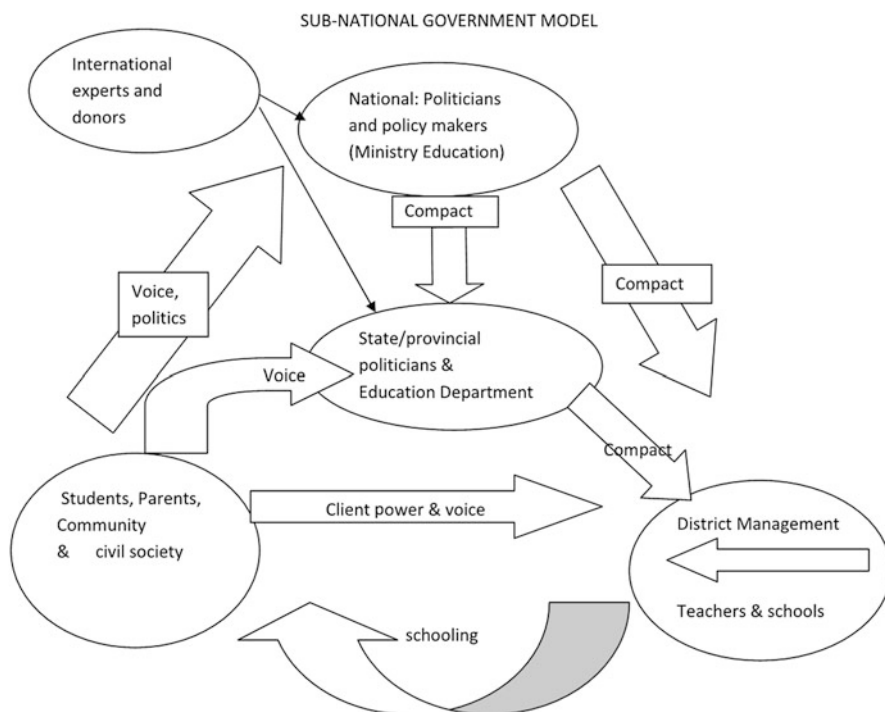 SUB-NATIONAL GOVERNMENT MODEL
International
experts and
donors
National: Politicians
and policy makers
(Ministry Education)
Compact
Compact
Voice,
politics
State/provincial
politicians &
Education Department
Voice
Compact
Students, Parents,
Community
& civil society
Client power & voice
District Management
Teachers & schools
schooling